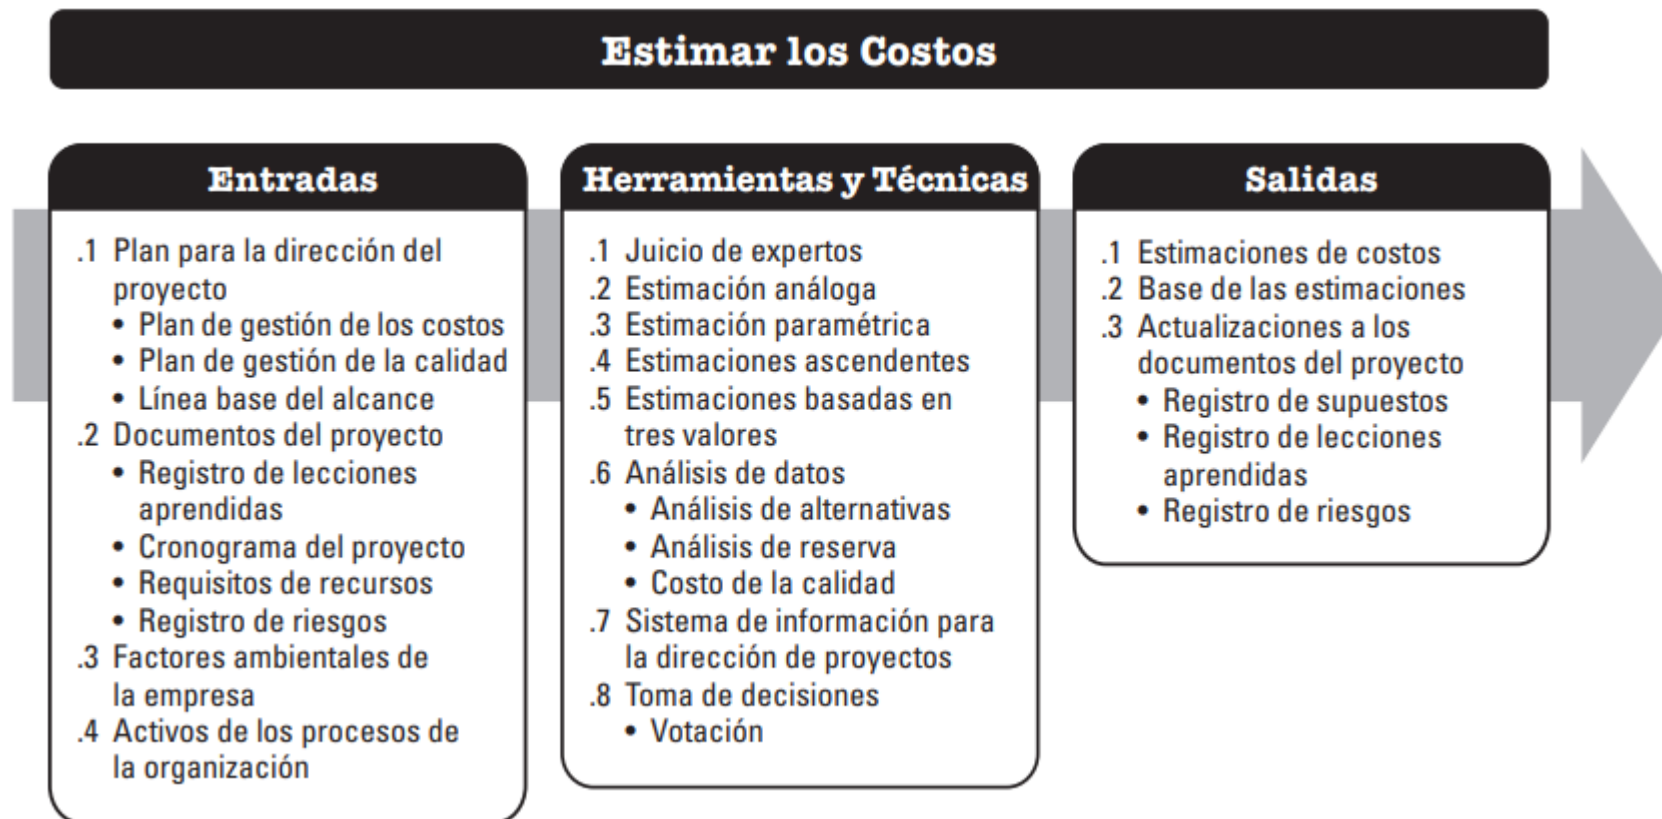 Estimar los Costos
Entradas
.1 Plan para la dirección del
proyecto
• Plan de gestión de los costos
• Plan de gestión de la calidad
• Línea base del alcance
.2 Documentos del proyecto
• Registro de lecciones
aprendidas
• Cronograma del proyecto
• Requisitos de recursos
• Registro de riesgos
.3 Factores ambientales de
la empresa
.4 Activos de los procesos de
la organización
Herramientas y Técnicas
.1 Juicio de expertos
.2 Estimación análoga
.3 Estimación paramétrica
.4 Estimaciones ascendentes
.5 Estimaciones basadas en
tres valores
.6 Análisis de datos
• Análisis de alternativas
• Análisis de reserva
• Costo de la calidad
.7 Sistema de información para
la dirección de proyectos
.8 Toma de decisiones
• Votación
Salidas
.1 Estimaciones de costos
.2 Base de las estimaciones
.3 Actualizaciones a los
documentos del proyecto
• Registro de supuestos
• Registro de lecciones
aprendidas
• Registro de riesgos